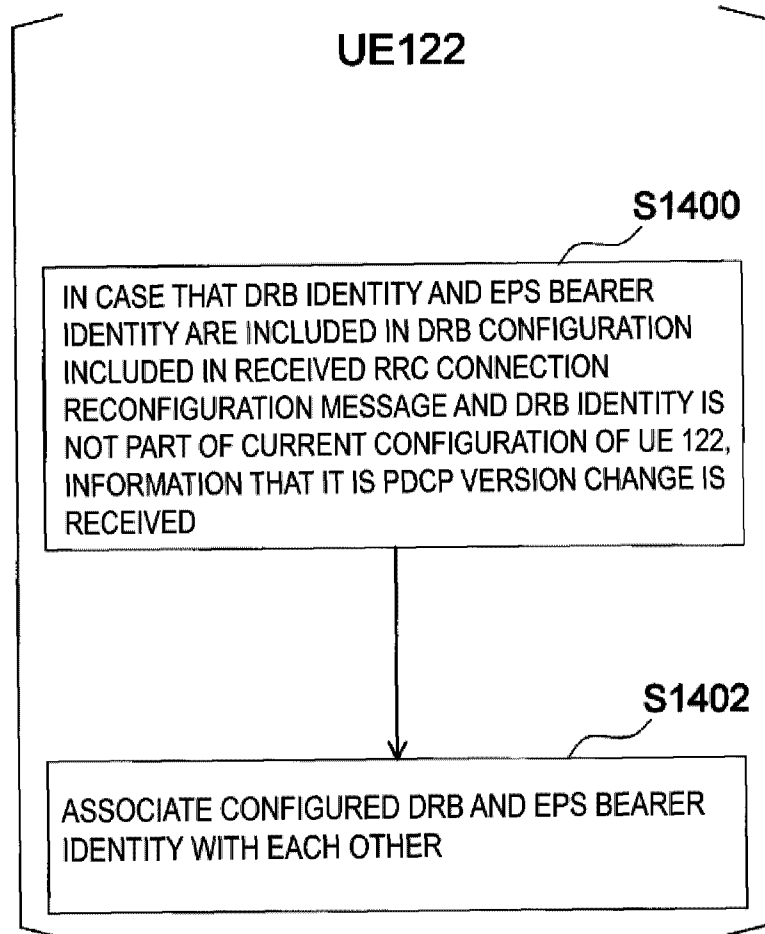 UE122
S1400
IN CASE THAT DRB IDENTITY AND EPS BEARER
IDENTITY ARE INCLUDED IN DRB CONFIGURATION
INCLUDED IN RECEIVED RRC CONNECTION
RECONFIGURATION MESSAGE AND DRB IDENTITY IS
NOT PART OF CURRENT CONFIGURATION OF UE 122,
INFORMATION THAT IT IS PDCP VERSION CHANGE IS
RECEIVED
S1402
ASSOCIATE CONFIGURED DRB AND EPS BEARER
IDENTITY WITH EACH OTHER